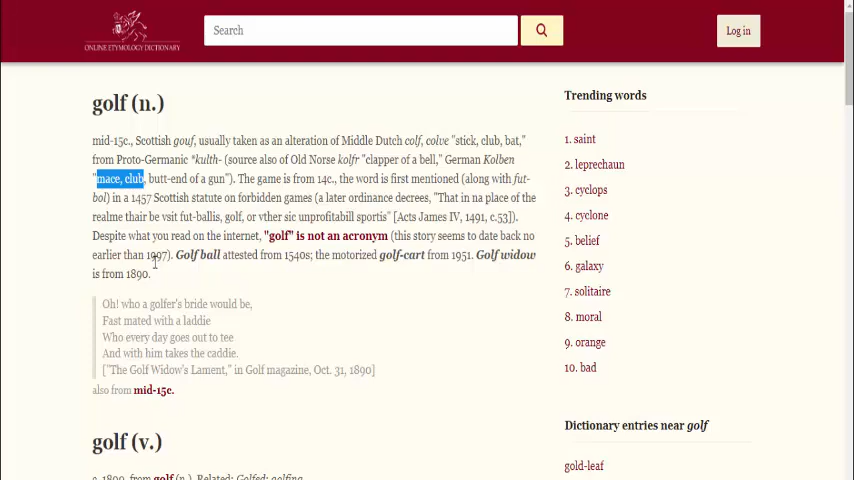 ONLINE ETYMOLOGY DICTIONARY
Search
Log in
golf (n.)
mid-15c., Scottish gouf, usually taken as an alteration of Middle Dutch colf, colve "stick, club, bat,"
from Proto-Germanic *kulth- (source also of Old Norse kolfr "clapper of a bell," German Kolben
"mace, club, butt-end of a gun"). The game is from 14c., the word is first mentioned (along with fut-
bol) in a 1457 Scottish statute on forbidden games (a later ordinance decrees, "That in na place of the
realme thair be vsit fut-ballis, golf, or vther sic unprofitabill sportis" [Acts James IV, 1491, c.53]).
Despite what you read on the internet, "golf" is not an acronym (this story seems to date back no
earlier than 1997). Golf ball attested from 1540s; the motorized golf-cart from 1951. Golf widow
is from 1890.
Oh! who a golfer's bride would be,
Fast mated with a laddie
Who every day goes out to tee
And with him takes the caddie.
["The Golf Widow's Lament," in Golf magazine, Oct. 31, 1890]
also from mid-15c.
golf (v.)
c. 1800, from golf (n.). Related: Golfed; golfing.
Trending words
1. saint
2. leprechaun
3. cyclops
4. cyclone
5. belief
6. galaxy
7. solitaire
8. moral
9. orange
10. bad
Dictionary entries near golf
gold-leaf